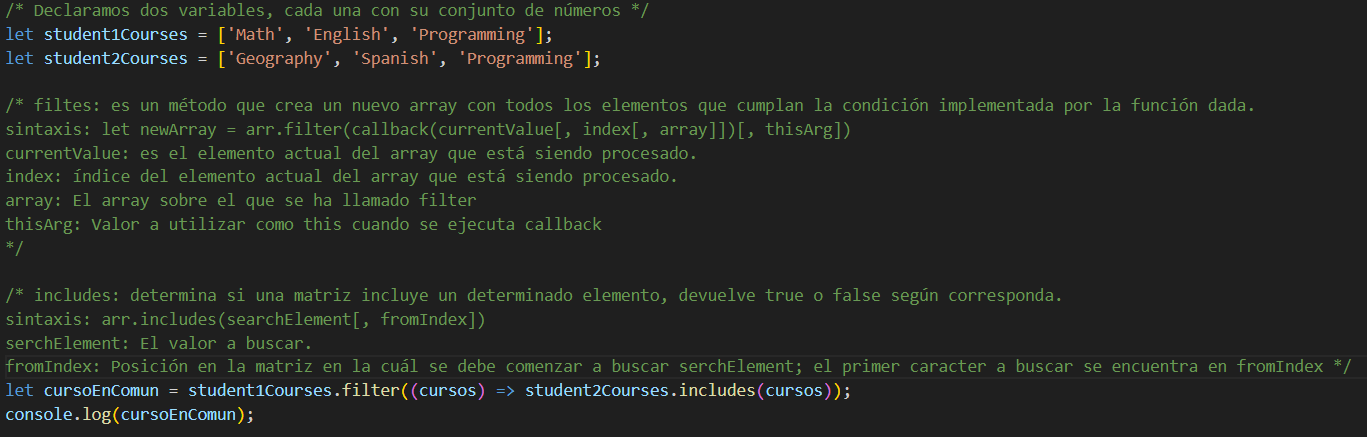 /* Declaramos dos variables, cada una con su conjunto de números */
let student1Courses = ['Math', 'English', 'Programming'];
let student2Courses = ['Geography', 'Spanish', 'Programming'];
/* filtes: es un método que crea un nuevo array con todos los elementos que cumplan la condición implementada por la función dada.
sintaxis: let newArray = arr.filter(callback(currentValue[, index[, array]])[, thisArg])
currentValue: es el elemento actual del array que está siendo procesado.
index: índice del elemento actual del array que está siendo procesado.
array: El array sobre el que se ha llamado filter
thisArg: Valor a utilizar como this cuando se ejecuta callback
*/
/* includes: determina si una matriz incluye un determinado elemento, devuelve true o false según corresponda.
sintaxis: arr.includes(searchElement[, fromIndex])
serchElement: El valor a buscar.
fromIndex: Posición en la matriz en la cuál se debe comenzar a buscar serchElement; el primer caracter a buscar se encuentra en fromIndex */
let cursoEnComun = student1Courses.filter((cursos) => student2Courses.includes(cursos));
console.log(cursoEnComun);